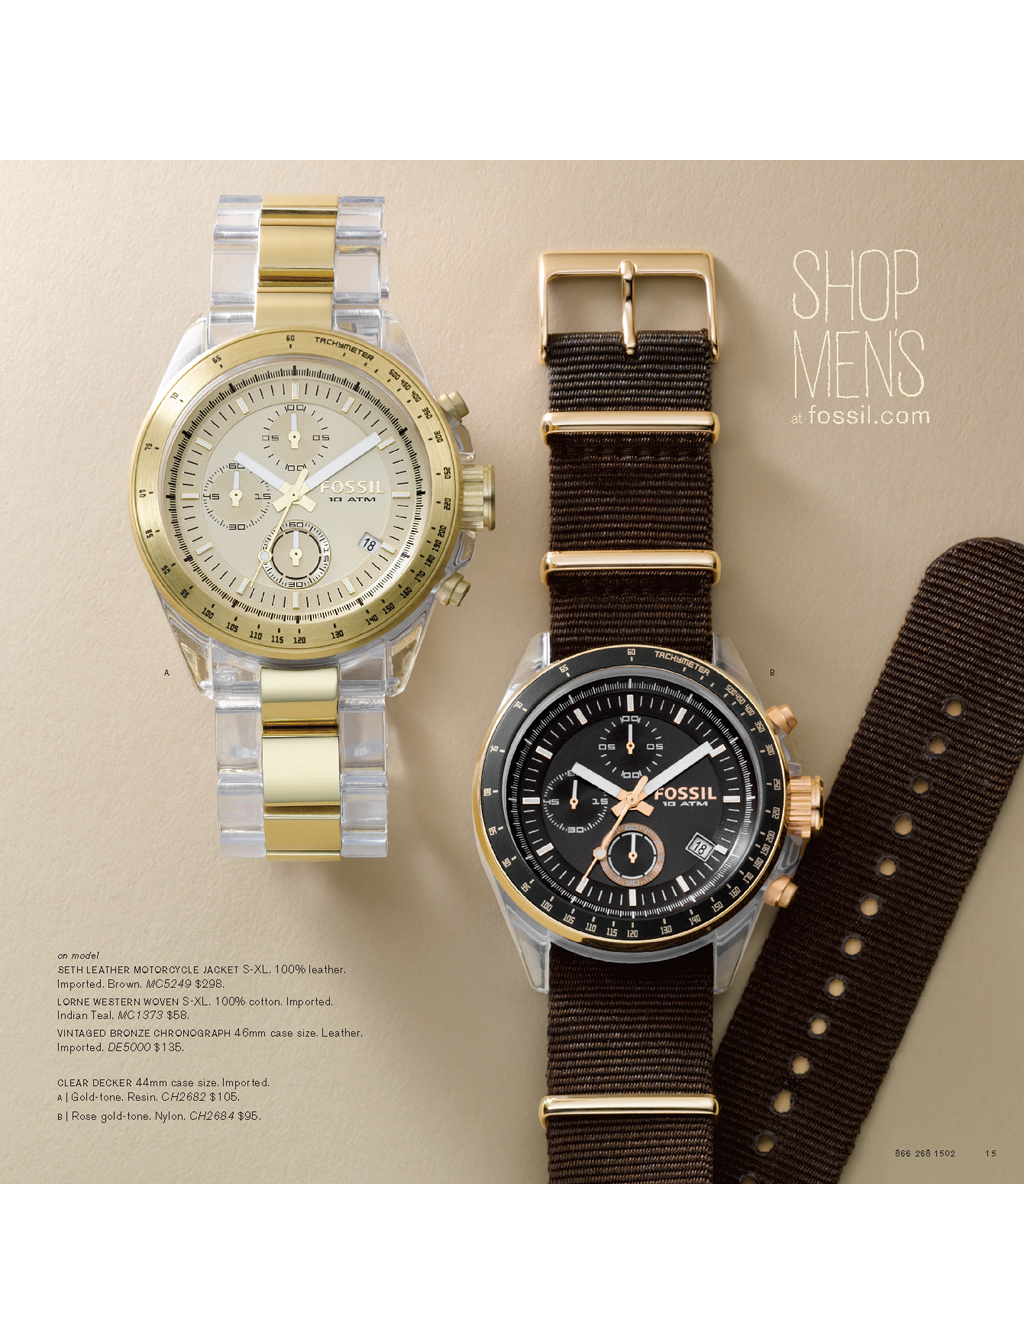 SHOP
MEN'S
at fossil.com
60 TACHYMETER
FOSSIL
10 ATM
18
A
60 TACHYMETER
B
FOSSIL
10 ATM
18
on model
SETH LEATHER MOTORCYCLE JACKET S-XL. 100% leather.
Imported. Brown. MC5249 $298.
LORNE WESTERN WOVEN S-XL. 100% cotton. Imported.
Indian Teal. MC1373 $58.
VINTAGED BRONZE CHRONOGRAPH 46mm case size. Leather.
Imported. DE5000 $135.
CLEAR DECKER 44mm case size. Imported.
A | Gold-tone. Resin. CH2682 $105.
B | Rose gold-tone. Nylon. CH2684 $95.
866 268 1502 15